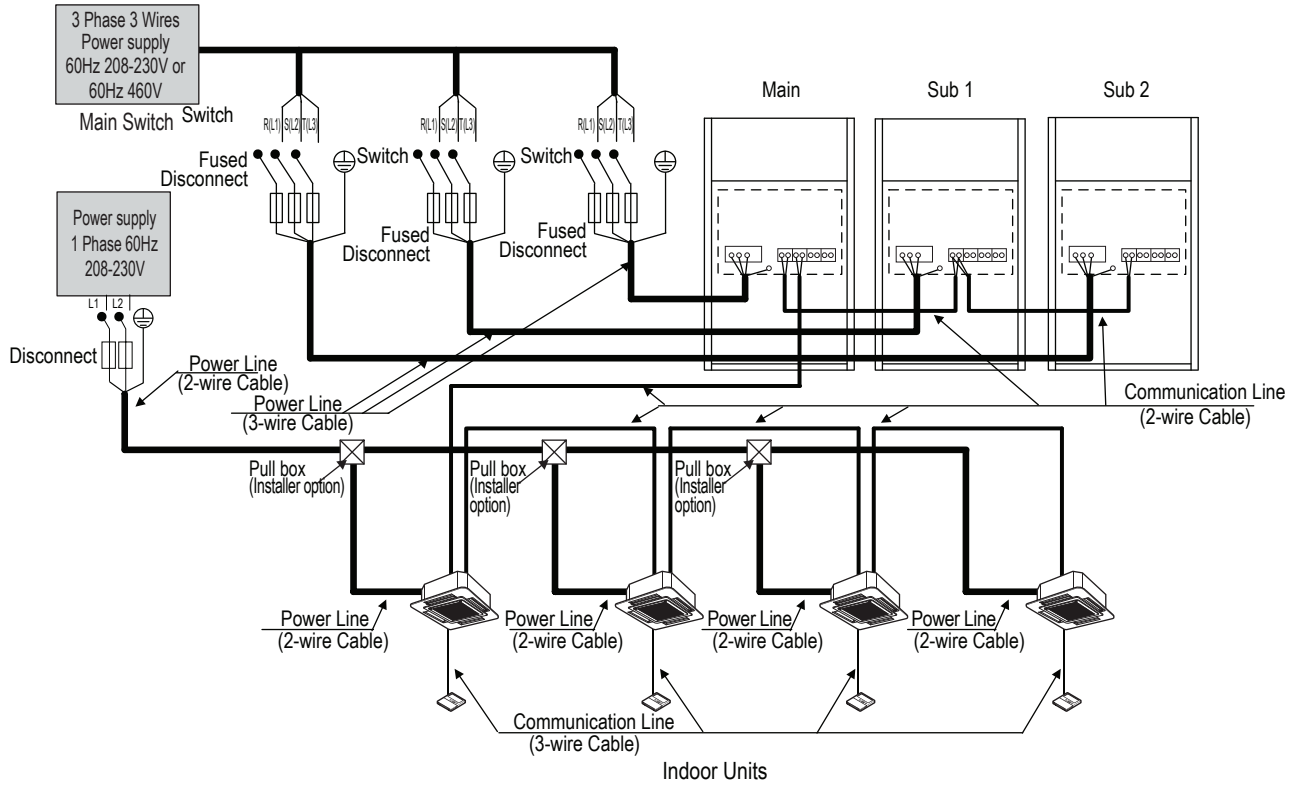 3 Phase 3 Wires
Power supply
60Hz 208-230V or
60Hz 460V
Main Switch
Switch
R(L1) S(L2) T(L3)
R(L1) S(L2) T(L3)
R(L1) S(L2) T(L3)
Main
Sub 1
Sub 2
Fused
Disconnect
Switch
Switch
Fused
Disconnect
Fused
Disconnect
Power supply
1 Phase 60Hz
208-230V
L1 L2
Disconnect
Power Line
(2-wire Cable)
Power Line
(3-wire Cable)
Communication Line
(2-wire Cable)
Pull box
(Installer option)
Pull box
(Installer
option)
Pull box
(Installer
option)
Power Line
(2-wire Cable)
Power Line
(2-wire Cable)
Power Line
(2-wire Cable)
Power Line
(2-wire Cable)
Communication Line
(3-wire Cable)
Indoor Units